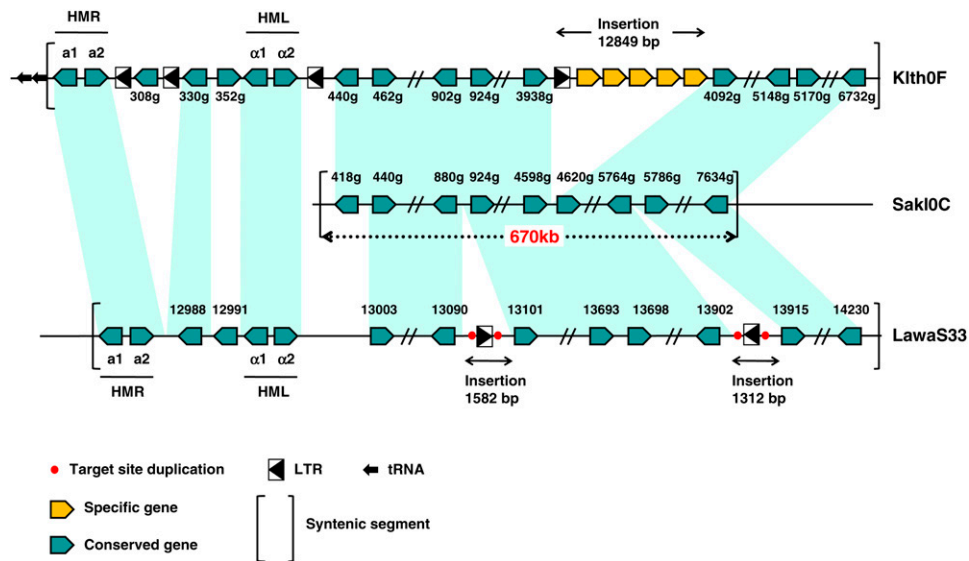 HMR
HML
Insertion
12849 bp
a1 a2
α1 α2
Klth0F
308g 330g 352g 440g 462g 902g 924g 3938g 4092g 5148g 5170g 6732g
418g 440g 880g 924g 4598g 4620g 5764g 5786g 7634g
Sakl0C
670kb
12988 12991 13003 13090 13101 13693 13698 13902 13915 14230
LawaS33
a1 a2
α1 α2
HMR
HML
Insertion
1582 bp
Insertion
1312 bp
Target site duplication
LTR
tRNA
Specific gene
Syntenic segment
Conserved gene